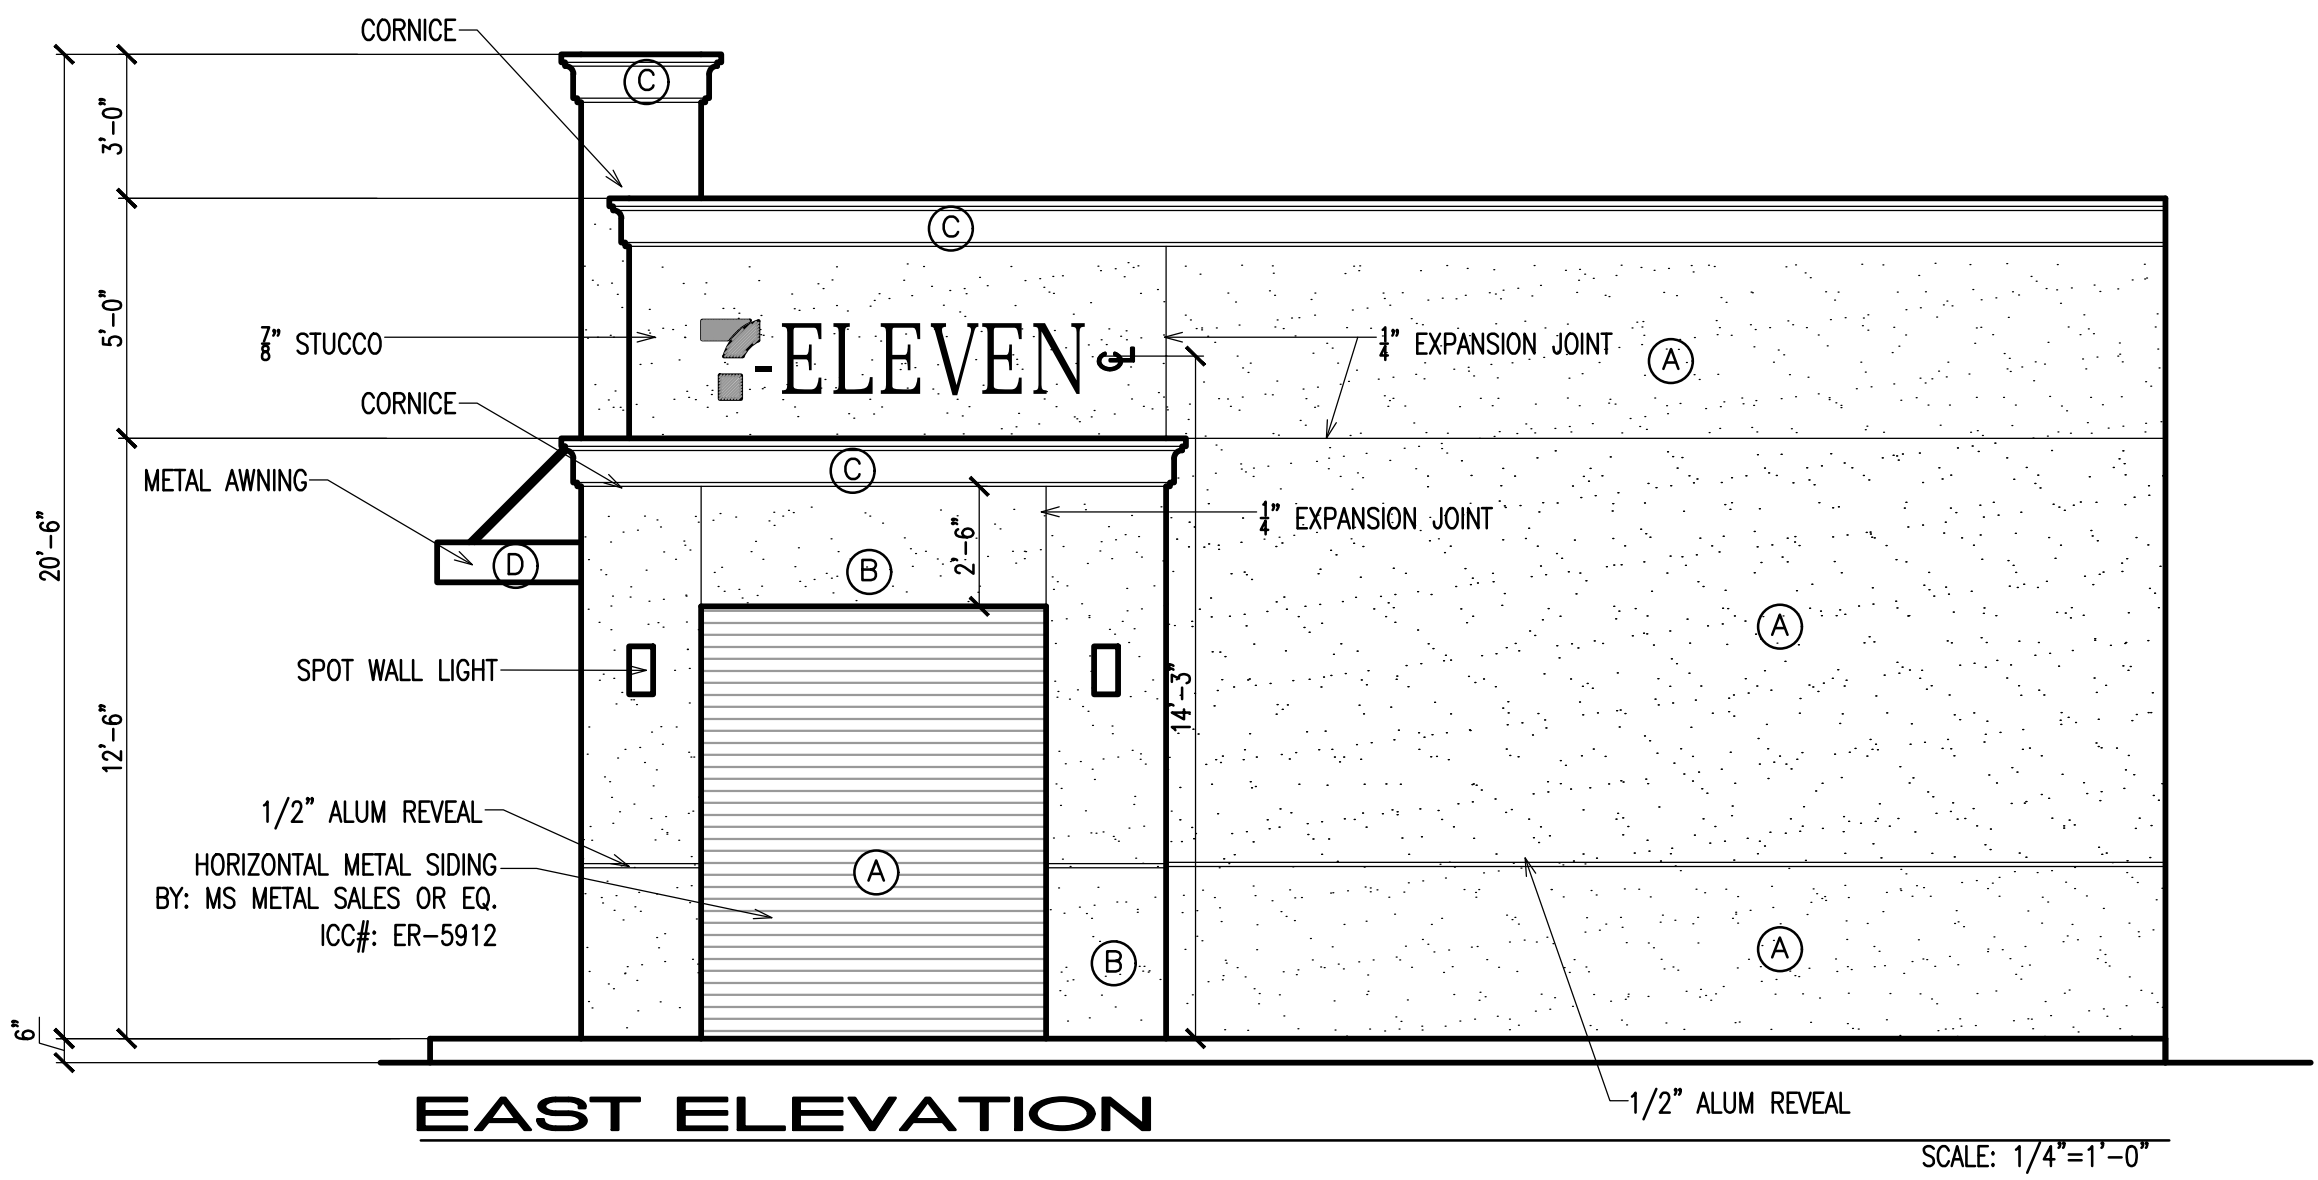 CORNICE
C
3'-0"
C
5'-0"
7/8" STUCCO
7-ELEVEN ℄
1/4" EXPANSION JOINT
A
CORNICE
C
METAL AWNING
D
20'-6"
2'-6"
1/4" EXPANSION JOINT
B
A
SPOT WALL LIGHT
14'-3"
12'-6"
1/2" ALUM REVEAL
HORIZONTAL METAL SIDING
BY: MS METAL SALES OR EQ.
ICC#: ER-5912
A
B
A
6"
EAST ELEVATION
1/2" ALUM REVEAL
SCALE: 1/4"=1'-0"